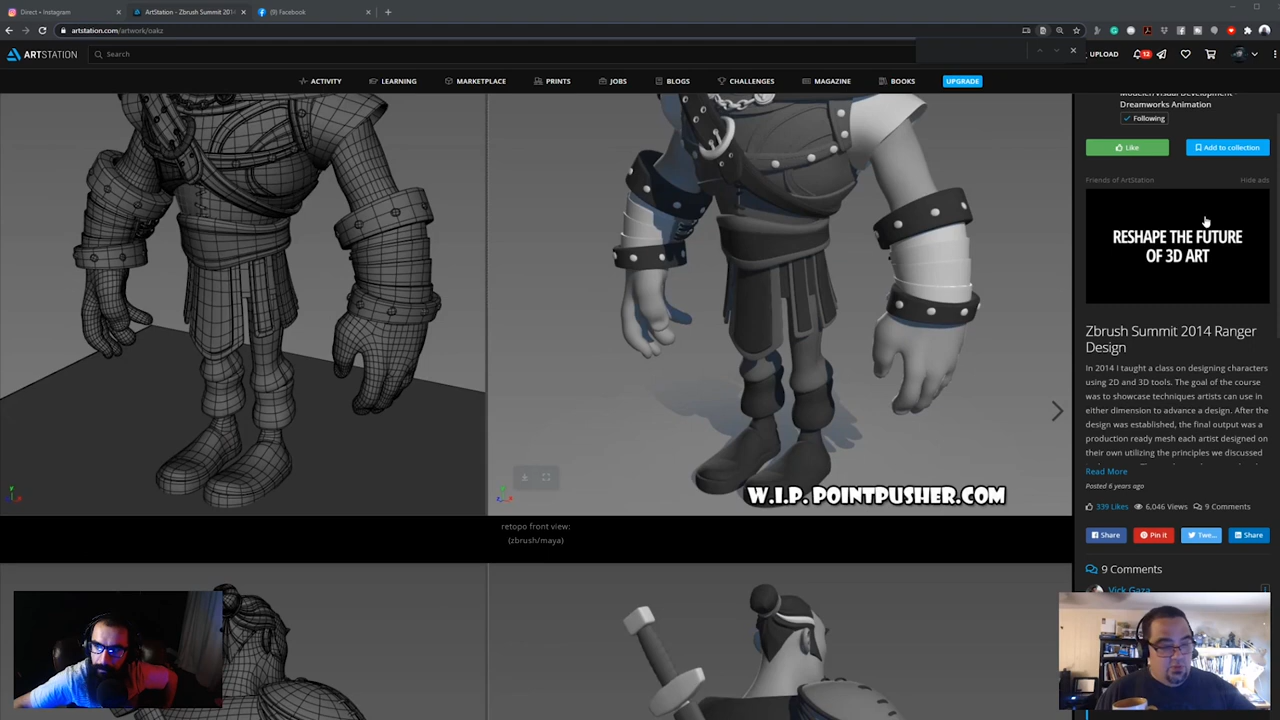 Direct • Instagram
ArtStation - Zbrush Summit 2014
(9) Facebook
artstation.com/artwork/oakz
ARTSTATION
Search
UPLOAD
12
ACTIVITY
LEARNING
MARKETPLACE
PRINTS
JOBS
BLOGS
CHALLENGES
MAGAZINE
BOOKS
UPGRADE
Modeler/Visual Development -
Dreamworks Animation
Following
Like
Add to collection
Friends of ArtStation
Hide ads
RESHAPE THE FUTURE
OF 3D ART
Zbrush Summit 2014 Ranger
Design
In 2014 I taught a class on designing characters
using 2D and 3D tools. The goal of the course
was to showcase techniques artists can use in
either dimension to advance a design. After the
design was established, the final output was a
production ready mesh each artist designed on
their own utilizing the principles we discussed
Read More
Posted 6 years ago
339 Likes
6,046 Views
9 Comments
Share
Pin it
Twe...
Share
9 Comments
Vick Gaza
W.I.P. POINTPUSHER.COM
retopo front view:
(zbrush/maya)